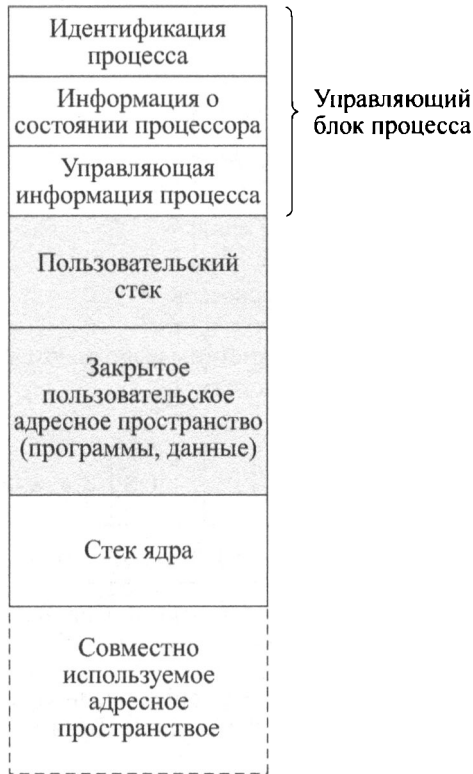 Идентификация
процесса
Информация о
состоянии процессора
Управляющая
информация процесса
Управляющий
блок процесса
Пользовательский
стек
Закрытое
пользовательское
адресное пространство
(программы, данные)
Стек ядра
Совместно
используемое
адресное
пространствое